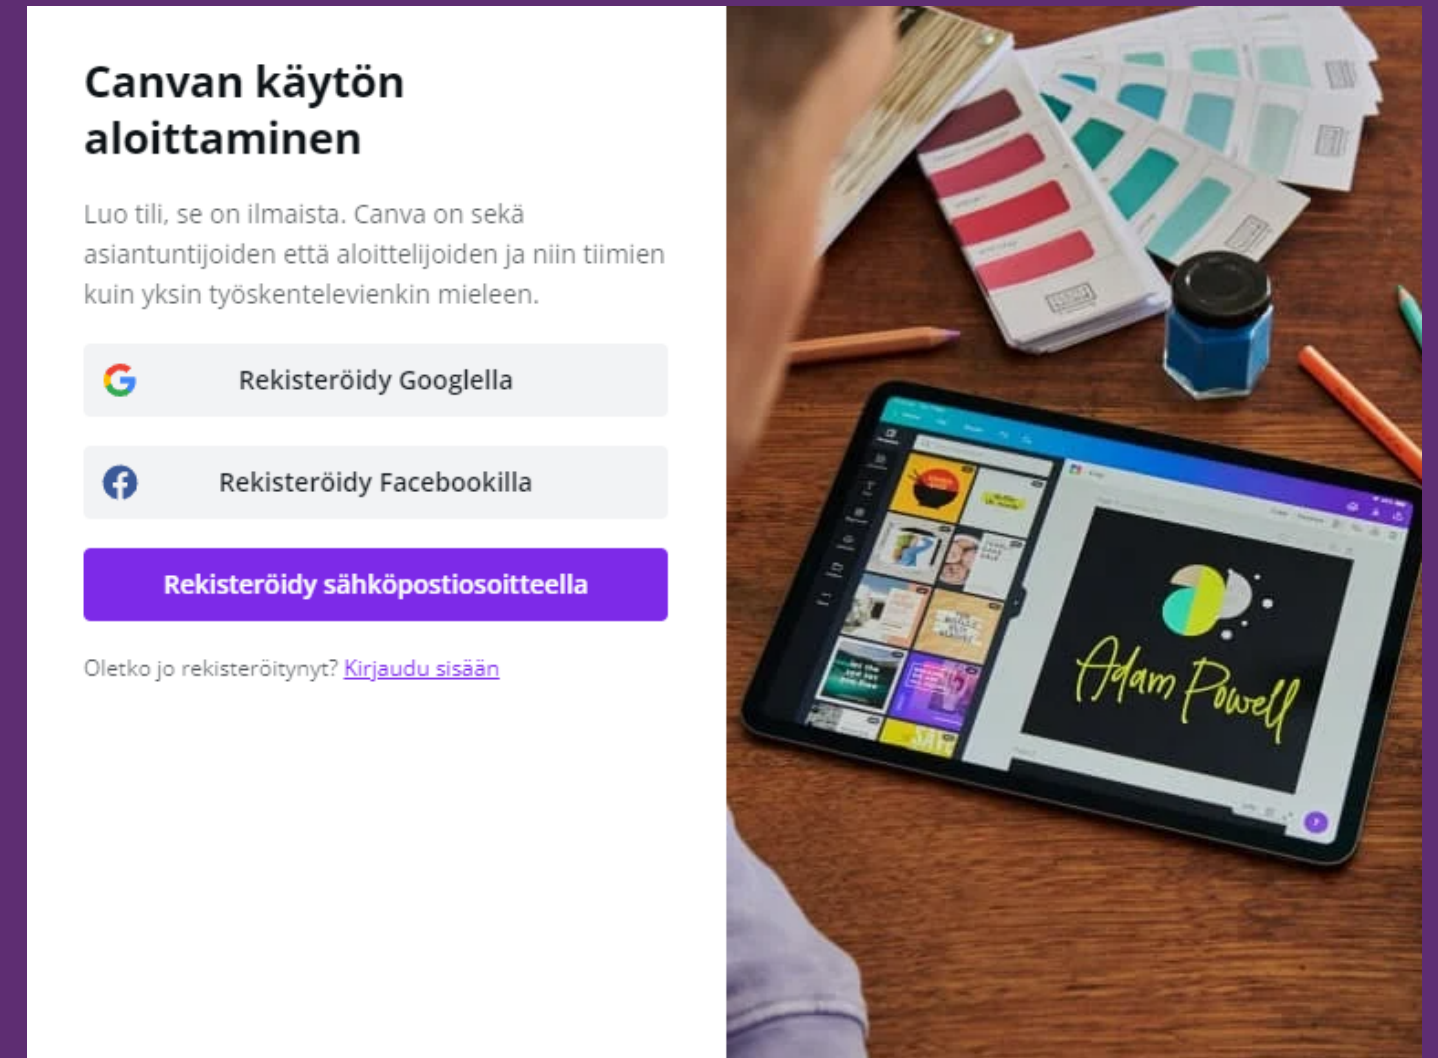 Canvan käytön
aloittaminen
Luo tili, se on ilmaista. Canva on sekä
asiantuntijoiden että aloittelijoiden ja niin tiimien
kuin yksin työskentelevienkin mieleen.
Rekisteröidy Googlella
Rekisteröidy Facebookilla
Rekisteröidy sähköpostiosoitteella
Oletko jo rekisteröitynyt? Kirjaudu sisään
Adam Powell